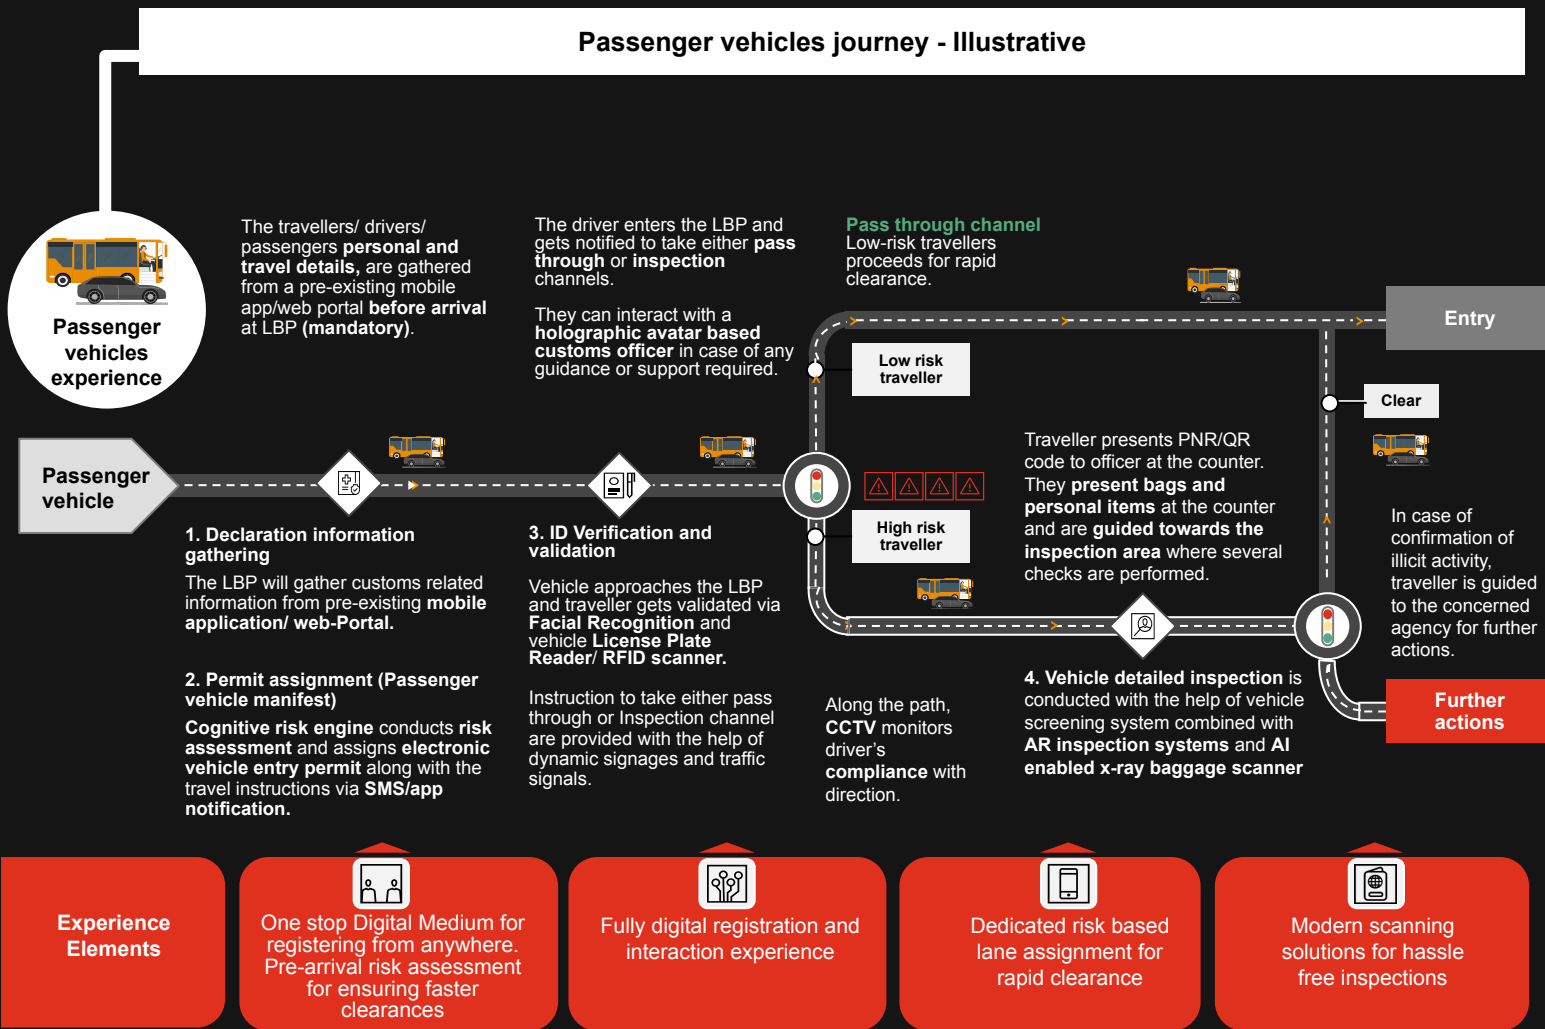 Passenger vehicles journey - Illustrative
Passenger
vehicles
experience
The travellers/ drivers/
passengers personal and
travel details, are gathered
from a pre-existing mobile
app/web portal before arrival
at LBP (mandatory).
The driver enters the LBP and
gets notified to take either pass
through or inspection
channels.
They can interact with a
holographic avatar based
customs officer in case of any
guidance or support required.
Pass through channel
Low-risk travellers
proceeds for rapid
clearance.
Entry
Low risk
traveller
Clear
Passenger
vehicle
Traveller presents PNR/QR
code to officer at the counter.
They present bags and
personal items at the counter
and are guided towards the
inspection area where several
checks are performed.
High risk
traveller
In case of
confirmation of
illicit activity,
traveller is guided
to the concerned
agency for further
actions.
1. Declaration information
gathering
The LBP will gather customs related
information from pre-existing mobile
application/ web-Portal.
2. Permit assignment (Passenger
vehicle manifest)
Cognitive risk engine conducts risk
assessment and assigns electronic
vehicle entry permit along with the
travel instructions via SMS/app
notification.
3. ID Verification and
validation
Vehicle approaches the LBP
and traveller gets validated via
Facial Recognition and
vehicle License Plate
Reader/ RFID scanner.
Instruction to take either pass
through or Inspection channel
are provided with the help of
dynamic signages and traffic
signals.
Along the path,
CCTV monitors
driver's
compliance with
direction.
4. Vehicle detailed inspection is
conducted with the help of vehicle
screening system combined with
AR inspection systems and AI
enabled x-ray baggage scanner
Further
actions
Experience
Elements
One stop Digital Medium for
registering from anywhere.
Pre-arrival risk assessment
for ensuring faster
clearances
Fully digital registration and
interaction experience
Dedicated risk based
lane assignment for
rapid clearance
Modern scanning
solutions for hassle
free inspections